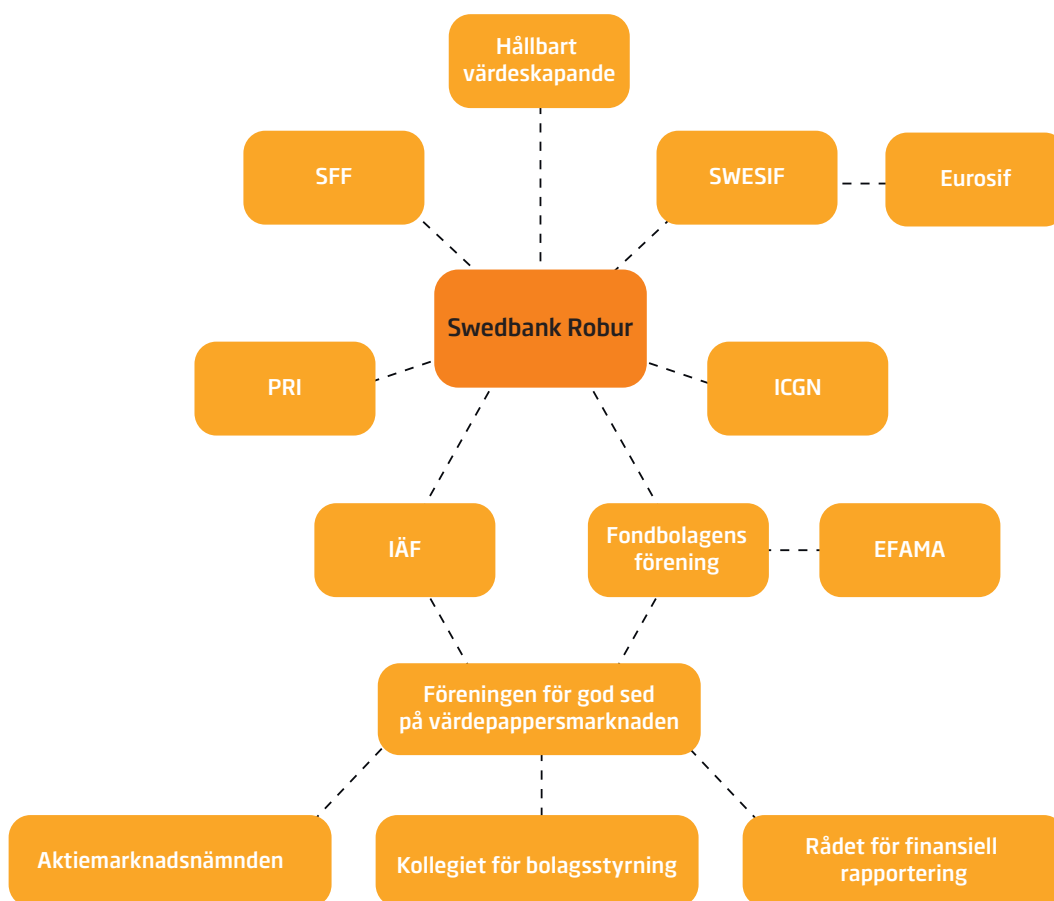 Hållbart
värdeskapande
SFF
SWESIF
Eurosif
Swedbank Robur
PRI
ICGN
IÄF
Fondbolagens
förening
EFAMA
Föreningen för god sed
på värdepappersmarknaden
Aktiemarknadsnämnden
Kollegiet för bolagsstyrning
Rådet för finansiell
rapportering